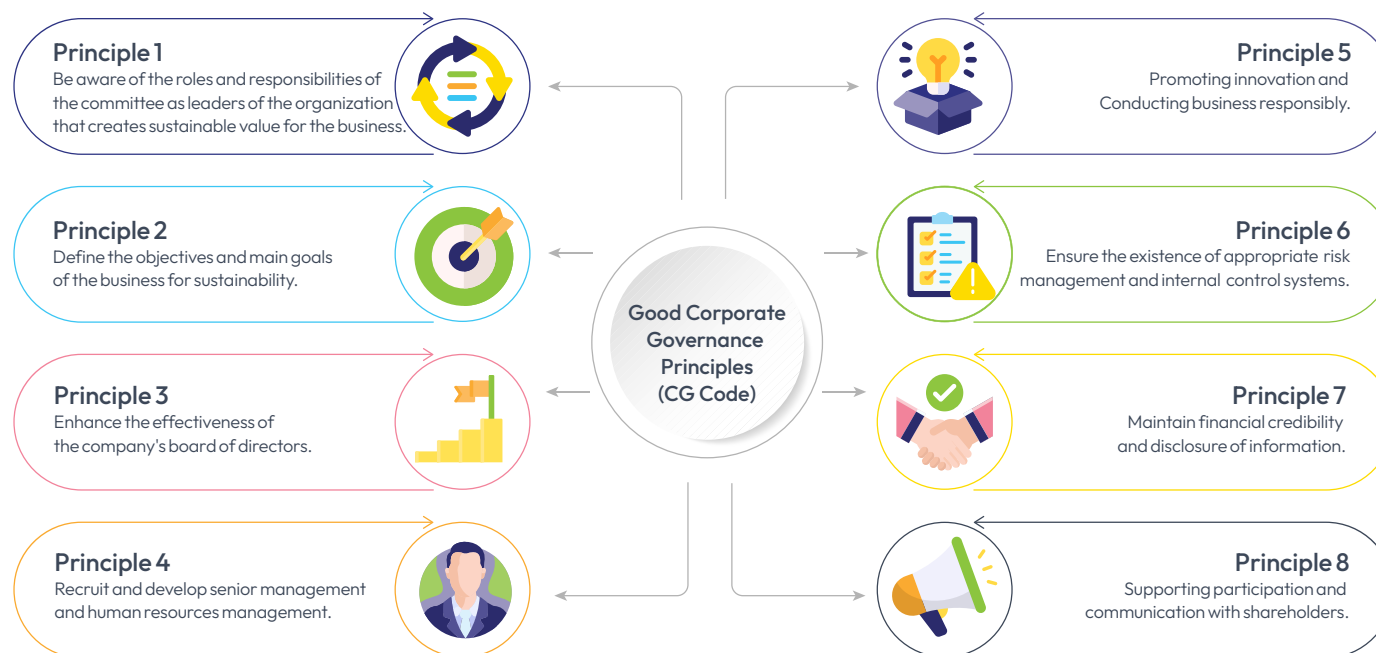 Principle 1
Be aware of the roles and responsibilities of
the committee as leaders of the organization
that creates sustainable value for the business.
Principle 2
Define the objectives and main goals
of the business for sustainability.
Principle 3
Enhance the effectiveness of
the company's board of directors.
Principle 4
Recruit and develop senior management
and human resources management.
Good Corporate
Governance
Principles
(CG Code)
Principle 5
Promoting innovation and
Conducting business responsibly.
Principle 6
Ensure the existence of appropriate risk
management and internal control systems.
Principle 7
Maintain financial credibility
and disclosure of information.
Principle 8
Supporting participation and
communication with shareholders.